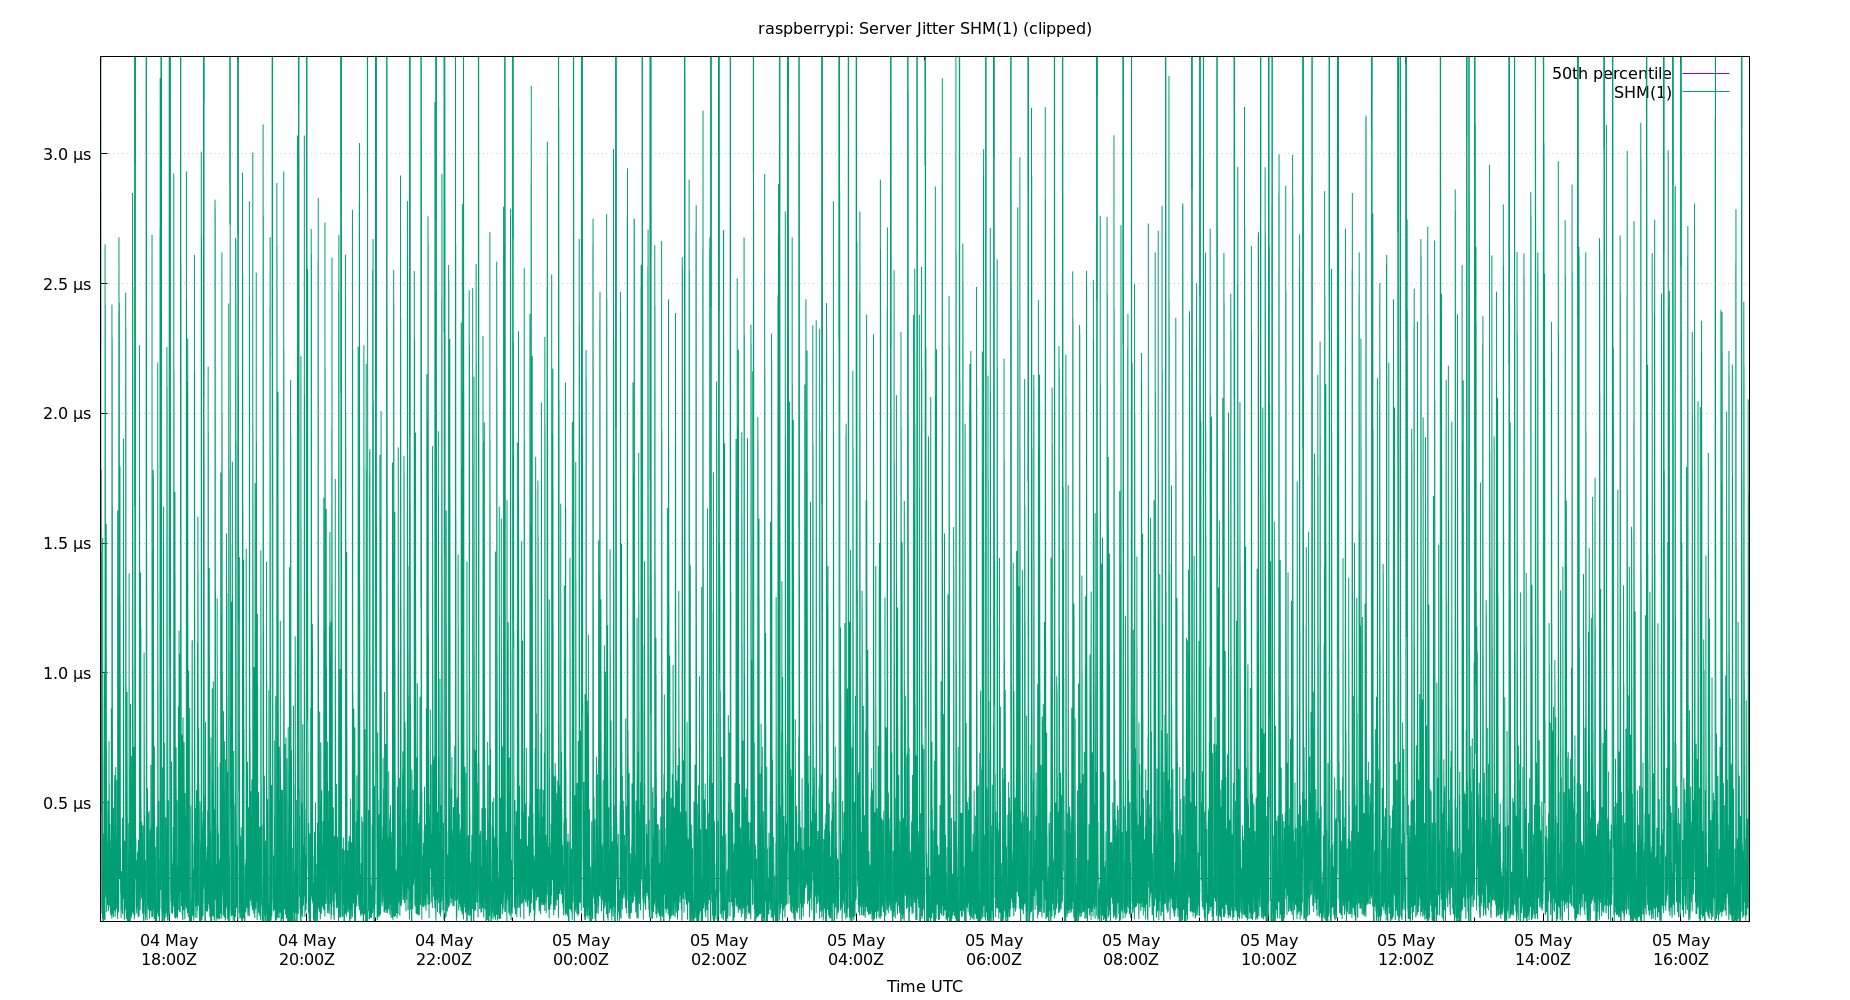 raspberrypi: Server Jitter SHM(1) (clipped)
50th percentile
SHM(1)
3.0 µs
2.5 µs
2.0 µs
1.5 µs
1.0 µs
0.5 µs
04 May 04 May 04 May 05 May 05 May 05 May 05 May 05 May 05 May 05 May 05 May 05 May
18:00Z 20:00Z 22:00Z 00:00Z 02:00Z 04:00Z 06:00Z 08:00Z 10:00Z 12:00Z 14:00Z 16:00Z
Time UTC